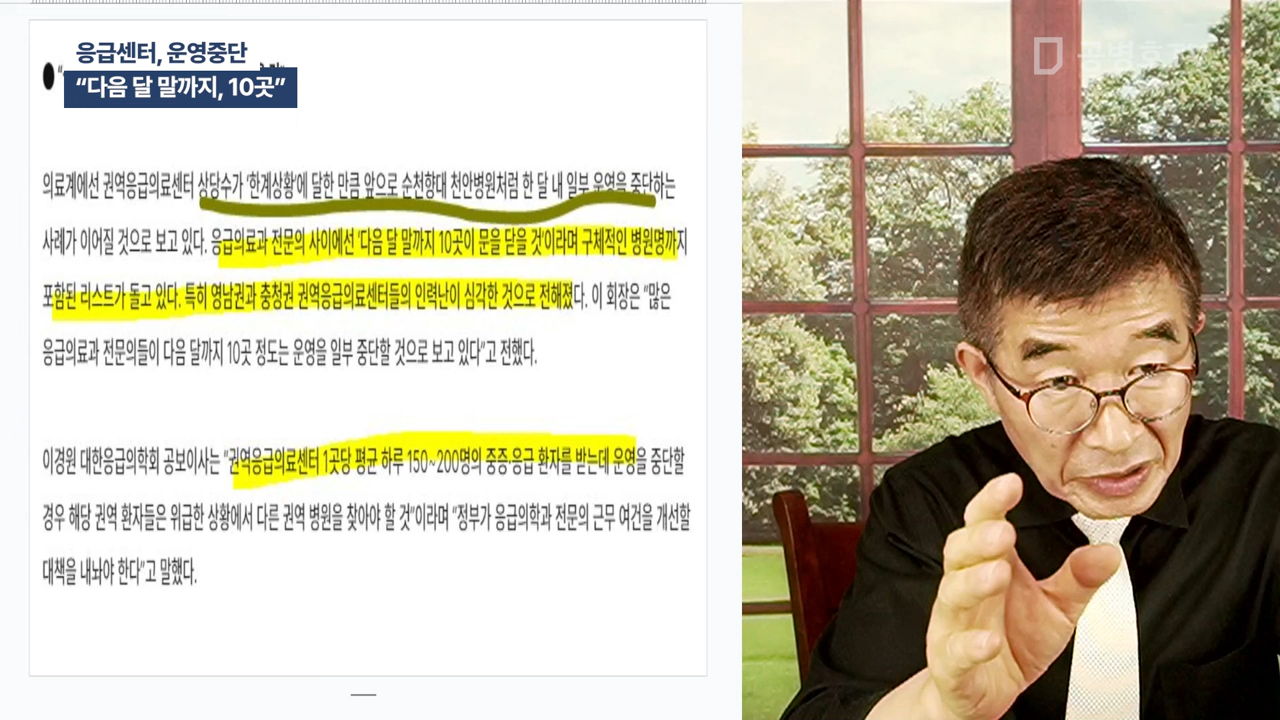 응급센터, 운영중단
“다음 달 말까지, 10곳”
의료계에선 권역응급의료센터 상당수가 ‘한계상황’에 달한 만큼 앞으로 순천향대 천안병원처럼 한 달 내 일부 운영을 중단하는
사례가 이어질 것으로 보고 있다. 응급의료과 전문의 사이에선 ‘다음 달 말까지 10곳이 문을 닫을 것’이라며 구체적인 병원명까지
포함된 리스트가 돌고 있다. 특히 영남권과 충청권 권역응급의료센터들의 인력난이 심각한 것으로 전해졌다. 이 회장은 “많은
응급의료과 전문의들이 다음 달까지 10곳 정도는 운영을 일부 중단할 것으로 보고 있다”고 전했다.
이경원 대한응급의학회 공보이사는 “권역응급의료센터 1곳당 평균 하루 150~200명의 중증 응급 환자를 받는데 운영을 중단할
경우 해당 권역 환자들은 위급한 상황에서 다른 권역 병원을 찾아야 할 것”이라며 “정부가 응급의학과 전문의 근무 여건을 개선할
대책을 내놔야 한다”고 말했다.
공병호